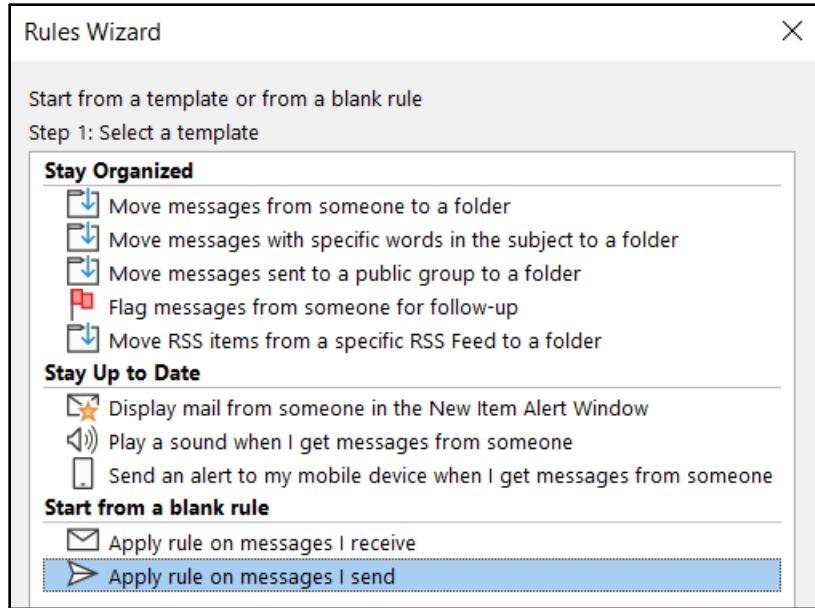 Rules Wizard
Start from a template or from a blank rule
Step 1: Select a template
Stay Organized
Move messages from someone to a folder
Move messages with specific words in the subject to a folder
Move messages sent to a public group to a folder
Flag messages from someone for follow-up
Move RSS items from a specific RSS Feed to a folder
Stay Up to Date
Display mail from someone in the New Item Alert Window
Play a sound when I get messages from someone
Send an alert to my mobile device when I get messages from someone
Start from a blank rule
Apply rule on messages I receive
Apply rule on messages I send